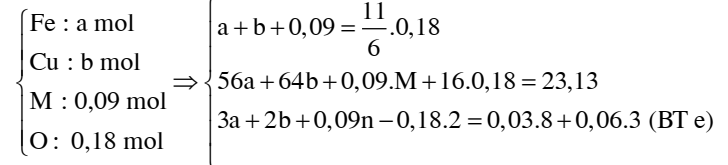 Fe : a mol
Cu : b mol
M : 0,09 mol
O : 0,18 mol
⇒
a + b + 0,09 = 11/6 . 0,18
56a + 64b + 0,09.M + 16.0,18 = 23,13
3a + 2b + 0,09n − 0,18.2 = 0,03.8 + 0,06.3 (BT e)